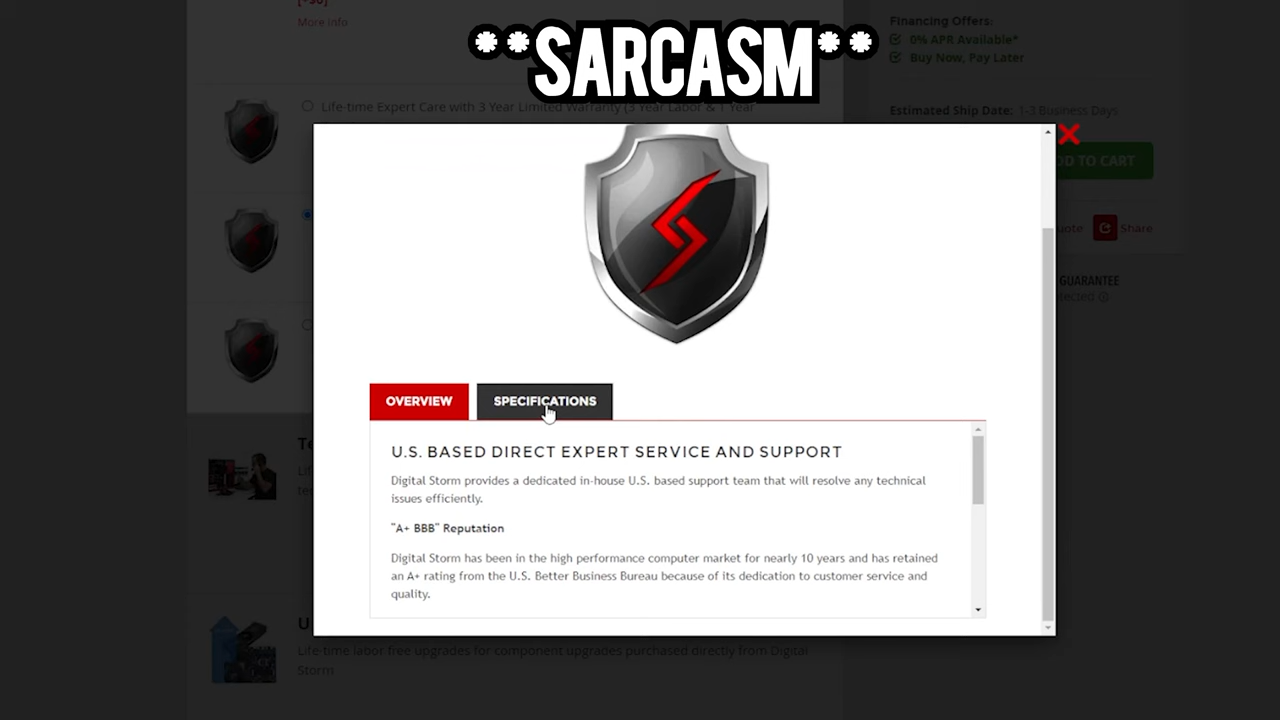 [+$0]
More info
**SARCASM**
Financing Offers:
0% APR Available*
Buy Now, Pay Later
Life-time Expert Care with 3 Year Limited Warranty (3 Year Labor & 1 Year
Estimated Ship Date: 1-3 Business Days
DD TO CART
uote
Share
GUARANTEE
OVERVIEW
SPECIFICATIONS
U.S. BASED DIRECT EXPERT SERVICE AND SUPPORT
Digital Storm provides a dedicated in-house U.S. based support team that will resolve any technical
issues efficiently.
"A+ BBB" Reputation
Digital Storm has been in the high performance computer market for nearly 10 years and has retained
an A+ rating from the U.S. Better Business Bureau because of its dedication to customer service and
quality.
Life-time labor free upgrades for component upgrades purchased directly from Digital
Storm